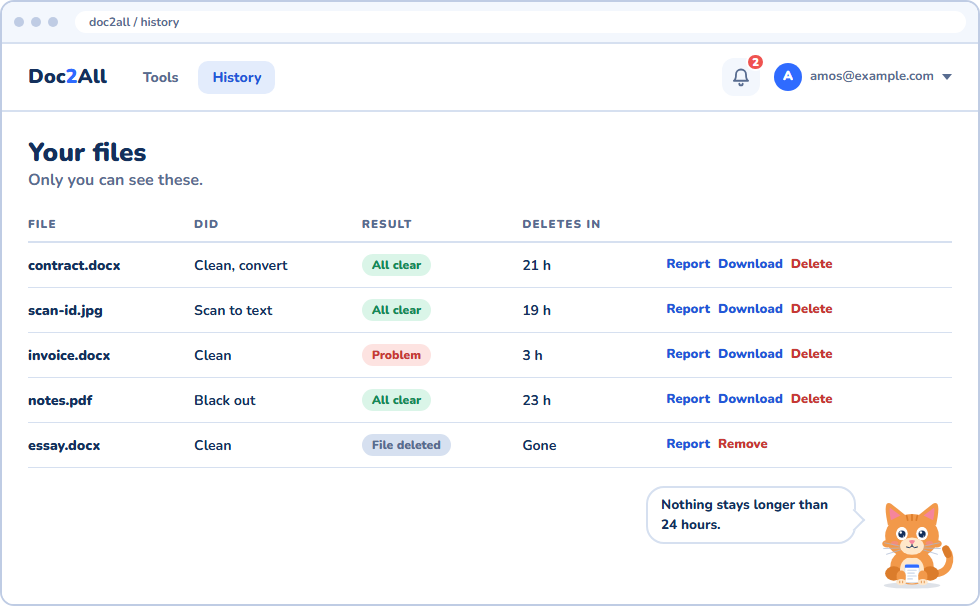 doc2all / history
Doc2All Tools History 2 A amos@example.com
Your files
Only you can see these.
FILE DID RESULT DELETES IN
contract.docx Clean, convert All clear 21 h Report Download Delete
scan-id.jpg Scan to text All clear 19 h Report Download Delete
invoice.docx Clean Problem 3 h Report Download Delete
notes.pdf Black out All clear 23 h Report Download Delete
essay.docx Clean File deleted Gone Report Remove
Nothing stays longer than
24 hours.